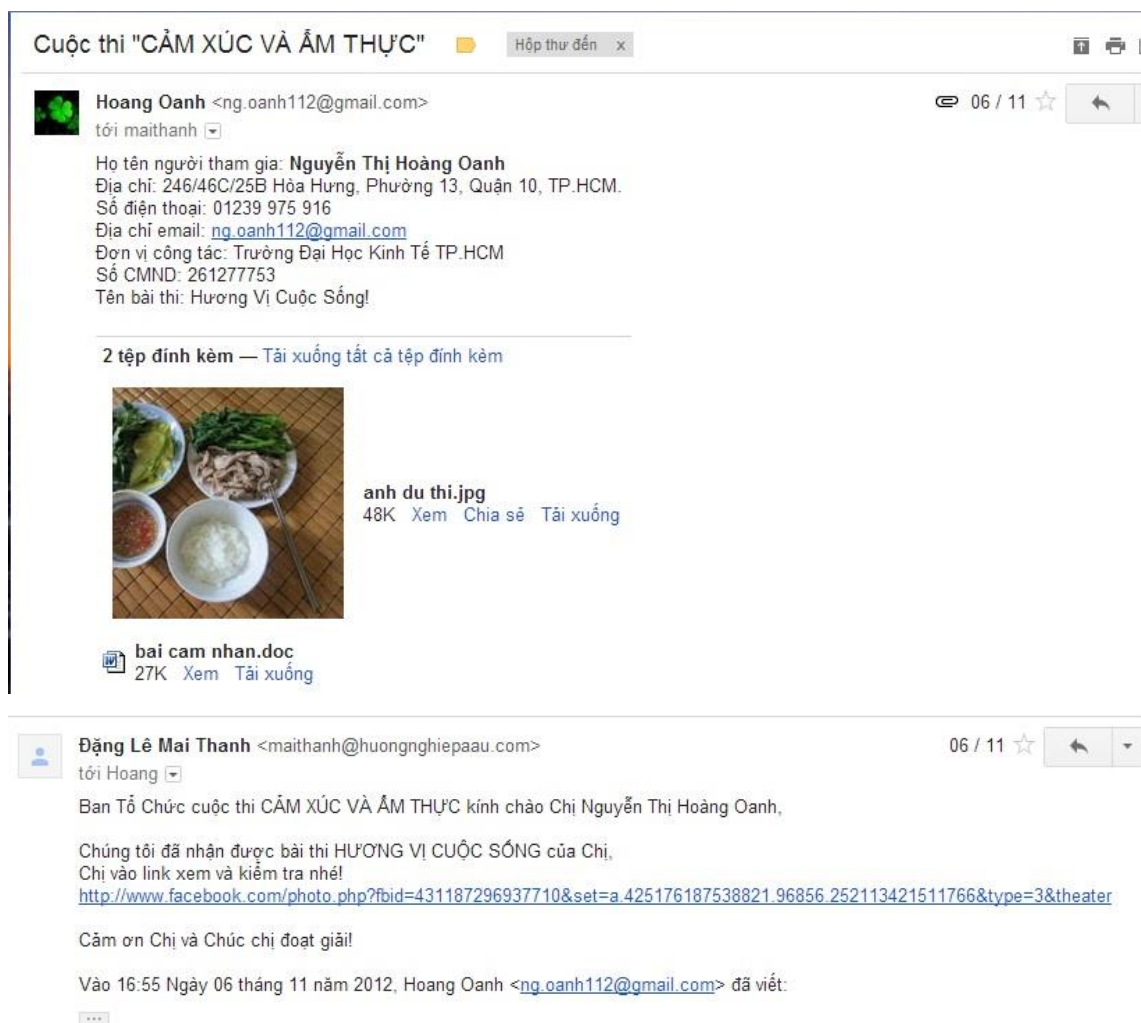 Cuộc thi "CẢM XÚC VÀ ẨM THỰC" Hộp thư đến x
Hoang Oanh <ng.oanh112@gmail.com> 06 / 11
tới maithanh
Họ tên người tham gia: Nguyễn Thị Hoàng Oanh
Địa chỉ: 246/46C/25B Hòa Hưng, Phường 13, Quận 10, TP.HCM.
Số điện thoại: 01239 975 916
Địa chỉ email: ng.oanh112@gmail.com
Đơn vị công tác: Trường Đại Học Kinh Tế TP.HCM
Số CMND: 261277753
Tên bài thi: Hương Vị Cuộc Sống!
2 tệp đính kèm — Tải xuống tất cả tệp đính kèm
anh du thi.jpg
48K Xem Chia sẻ Tải xuống
bai cam nhan.doc
27K Xem Tải xuống
Đặng Lê Mai Thanh <maithanh@huongnghiepaau.com> 06 / 11
tới Hoang
Ban Tổ Chức cuộc thi CẢM XÚC VÀ ẨM THỰC kính chào Chị Nguyễn Thị Hoàng Oanh,
Chúng tôi đã nhận được bài thi HƯƠNG VỊ CUỘC SỐNG của Chị,
Chị vào link xem và kiểm tra nhé!
http://www.facebook.com/photo.php?fbid=431187296937710&set=a.425176187538821.96856.252113421511766&type=3&theater
Cảm ơn Chị và Chúc chị đoạt giải!
Vào 16:55 Ngày 06 tháng 11 năm 2012, Hoang Oanh <ng.oanh112@gmail.com> đã viết: